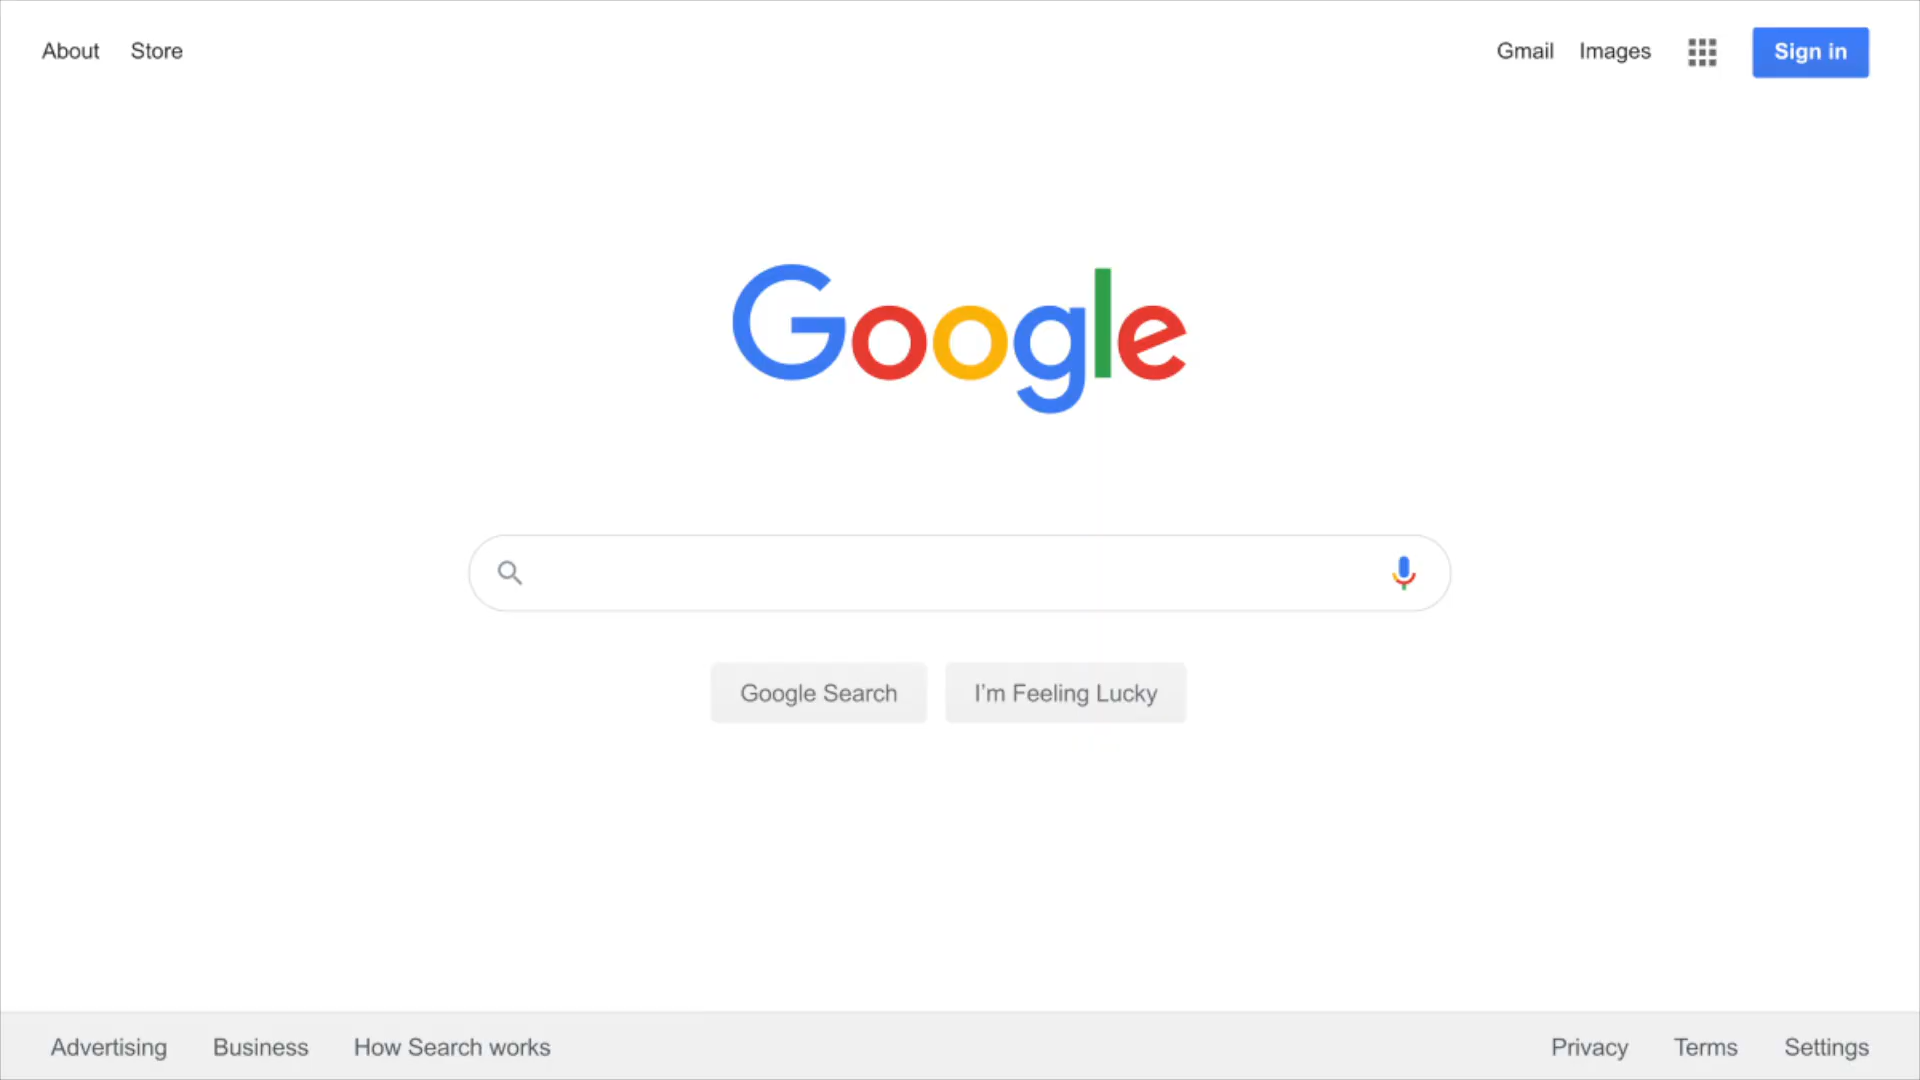 About Store Gmail Images Sign in
Google
Google Search I’m Feeling Lucky
Advertising Business How Search works Privacy Terms Settings